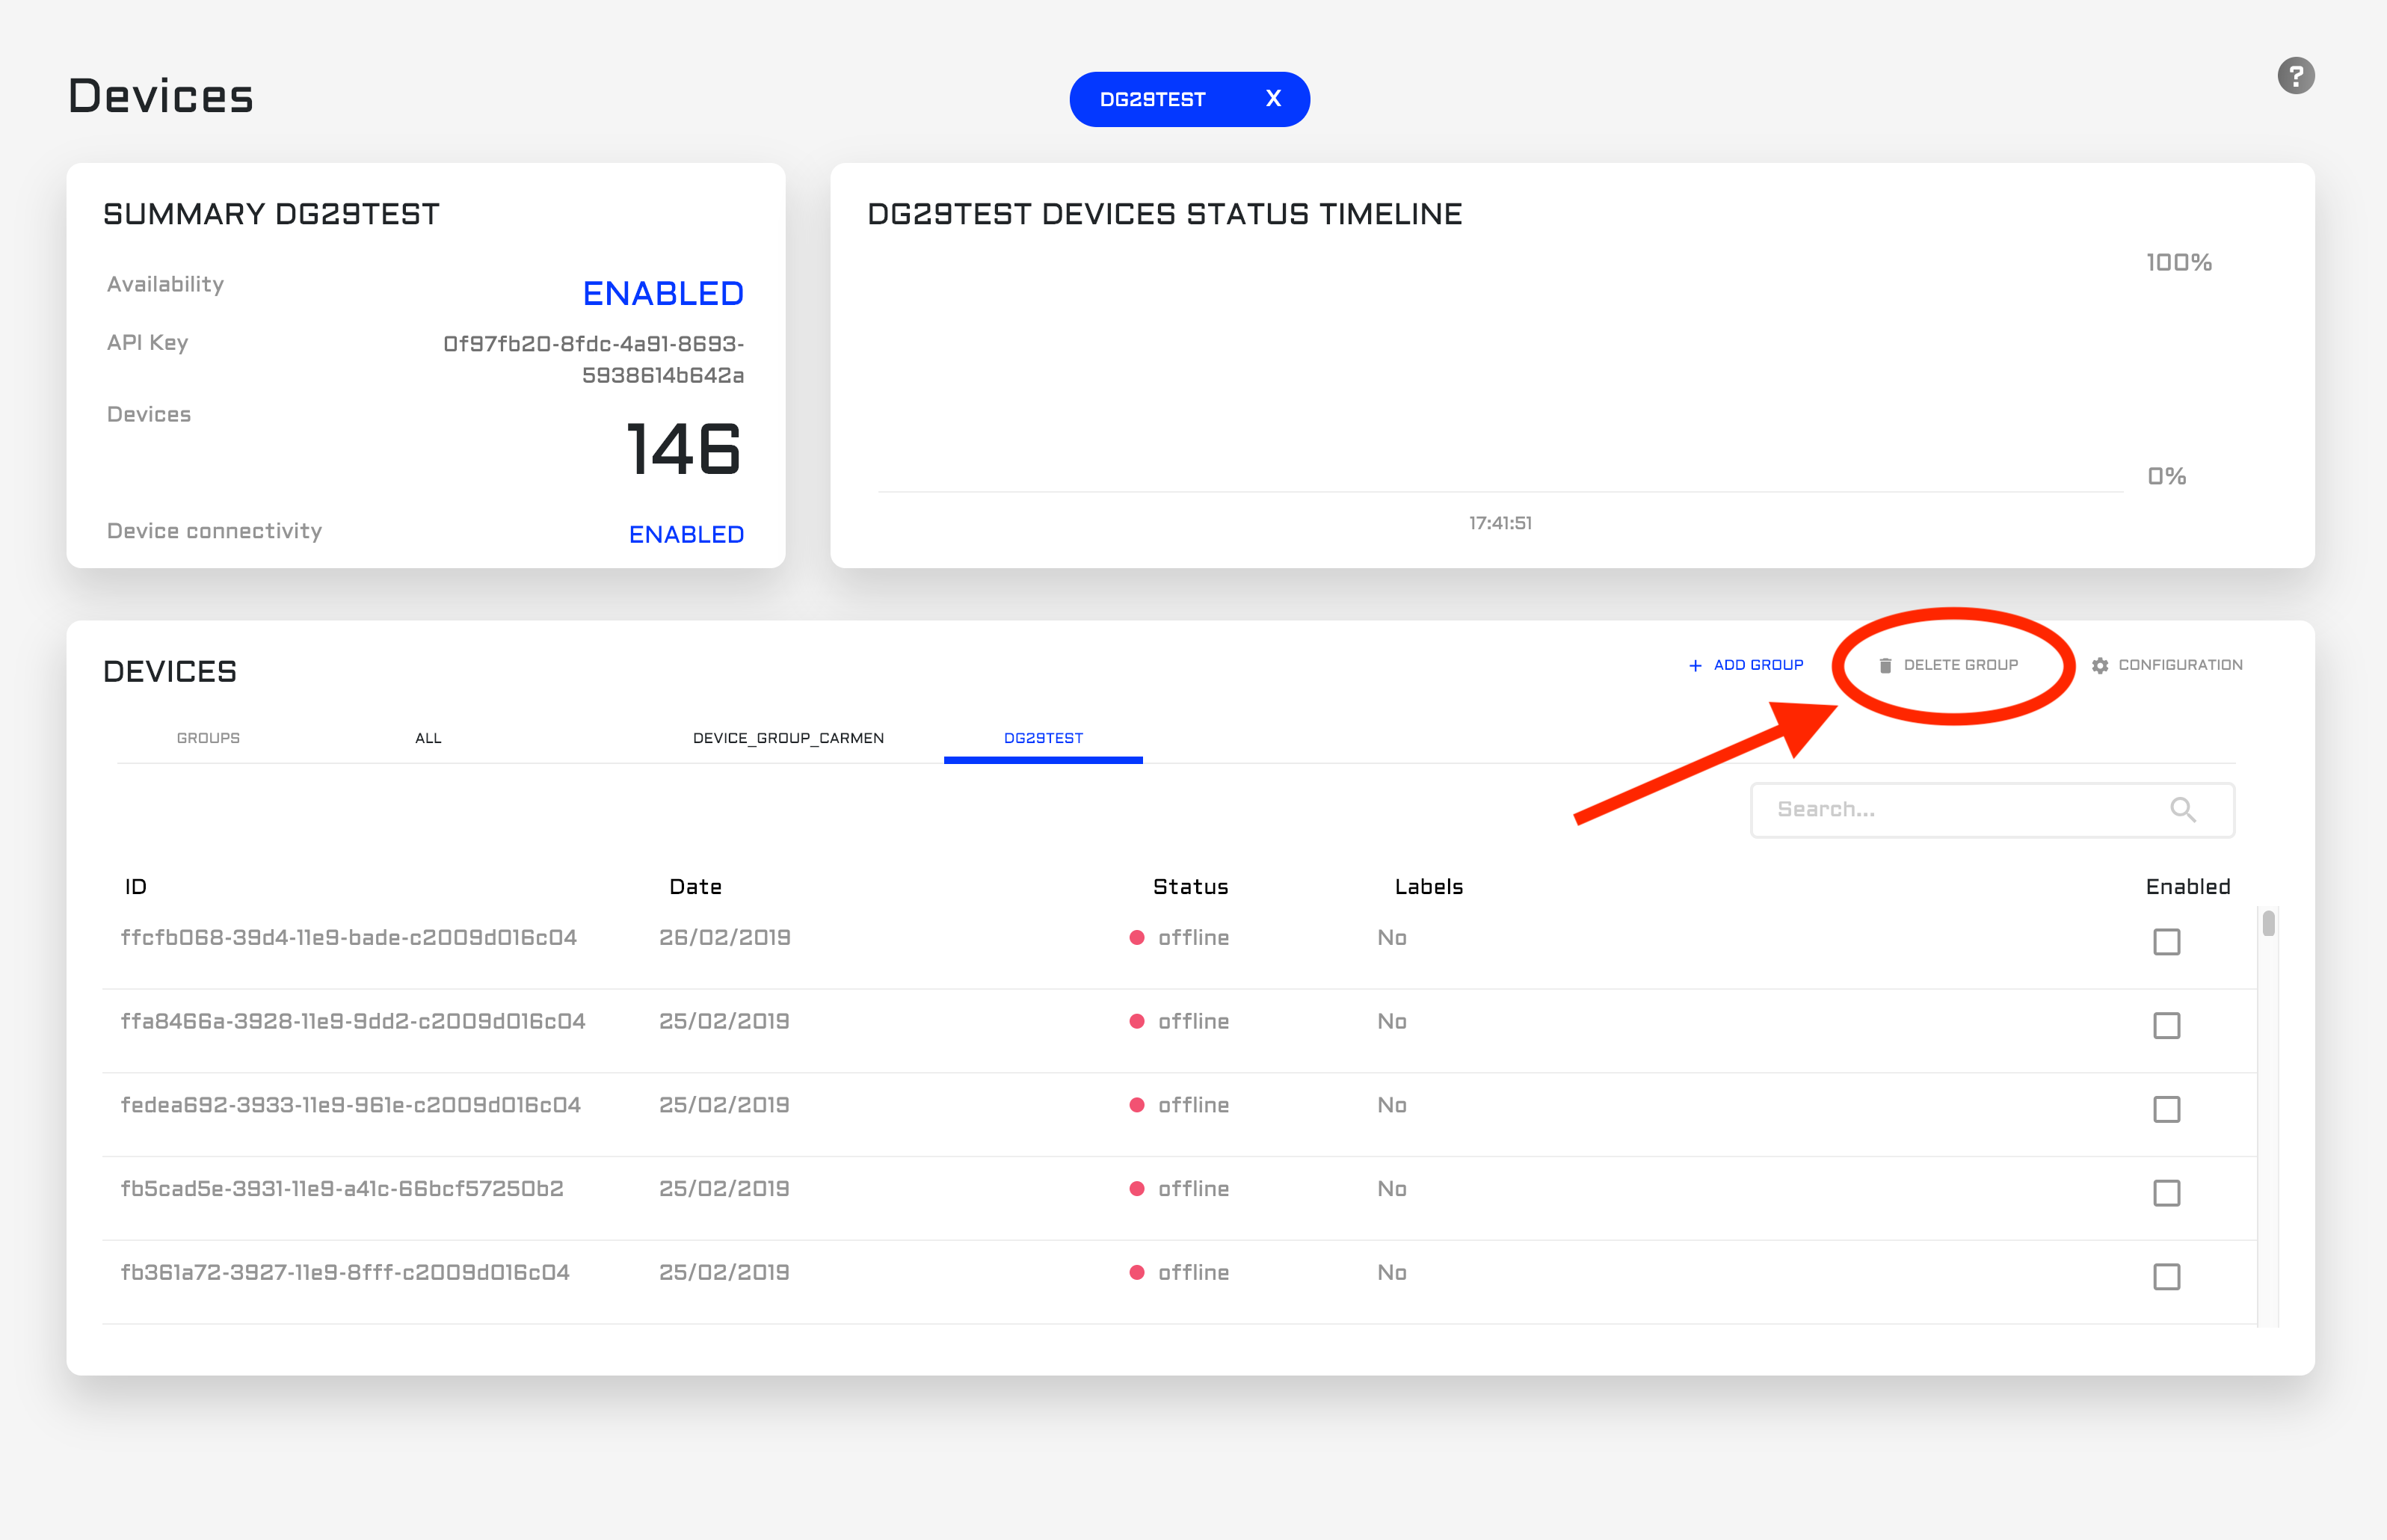 Devices
DG29TEST X
?
SUMMARY DG29TEST
Availability ENABLED
API Key 0f97fb20-8fdc-4a91-8693-
5938614b642a
Devices 146
Device connectivity ENABLED
DG29TEST DEVICES STATUS TIMELINE
100%
0%
17:41:51
DEVICES
+ ADD GROUP DELETE GROUP CONFIGURATION
GROUPS ALL DEVICE_GROUP_CARMEN DG29TEST
Search...
ID Date Status Labels Enabled
ffcfb068-39d4-11e9-bade-c2009d016c04 26/02/2019 offline No
ffa8466a-3928-11e9-9dd2-c2009d016c04 25/02/2019 offline No
fedea692-3933-11e9-961e-c2009d016c04 25/02/2019 offline No
fb5cad5e-3931-11e9-a41c-66bcf57250b2 25/02/2019 offline No
fb361a72-3927-11e9-8fff-c2009d016c04 25/02/2019 offline No